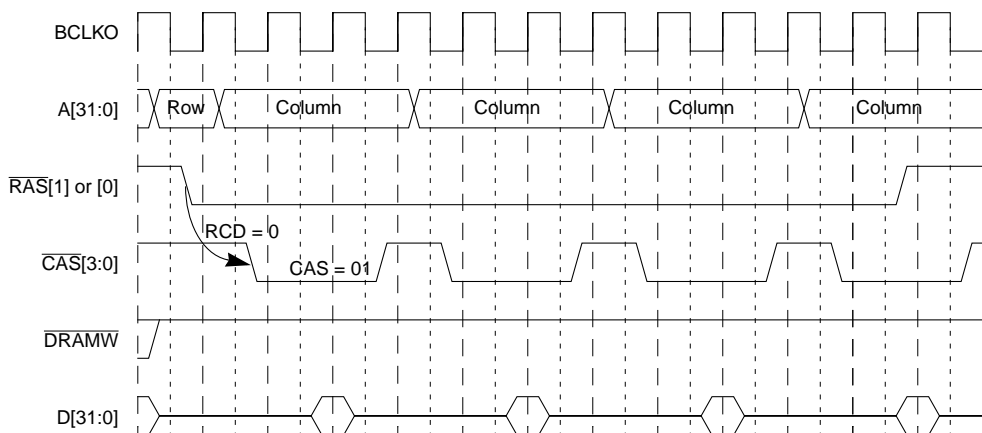 BCLKO
A[31:0] Row Column Column Column Column
RAS[1] or [0]
RCD = 0
CAS[3:0] CAS = 01
DRAMW
D[31:0]